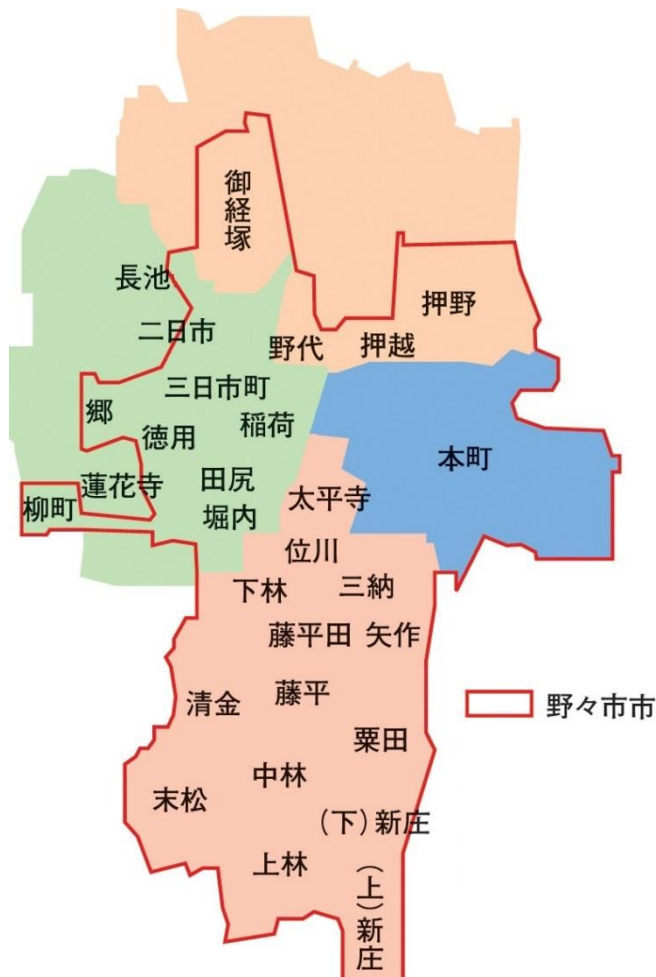 御経塚
長池
押野
二日市
野代
押越
三日市町
郷
稲荷
徳用
本町
田尻
蓮花寺
太平寺
柳町
堀内
位川
下林
三納
藤平田
矢作
清金
藤平
野々市市
粟田
中林
末松
(下)新庄
上林
(上)新庄